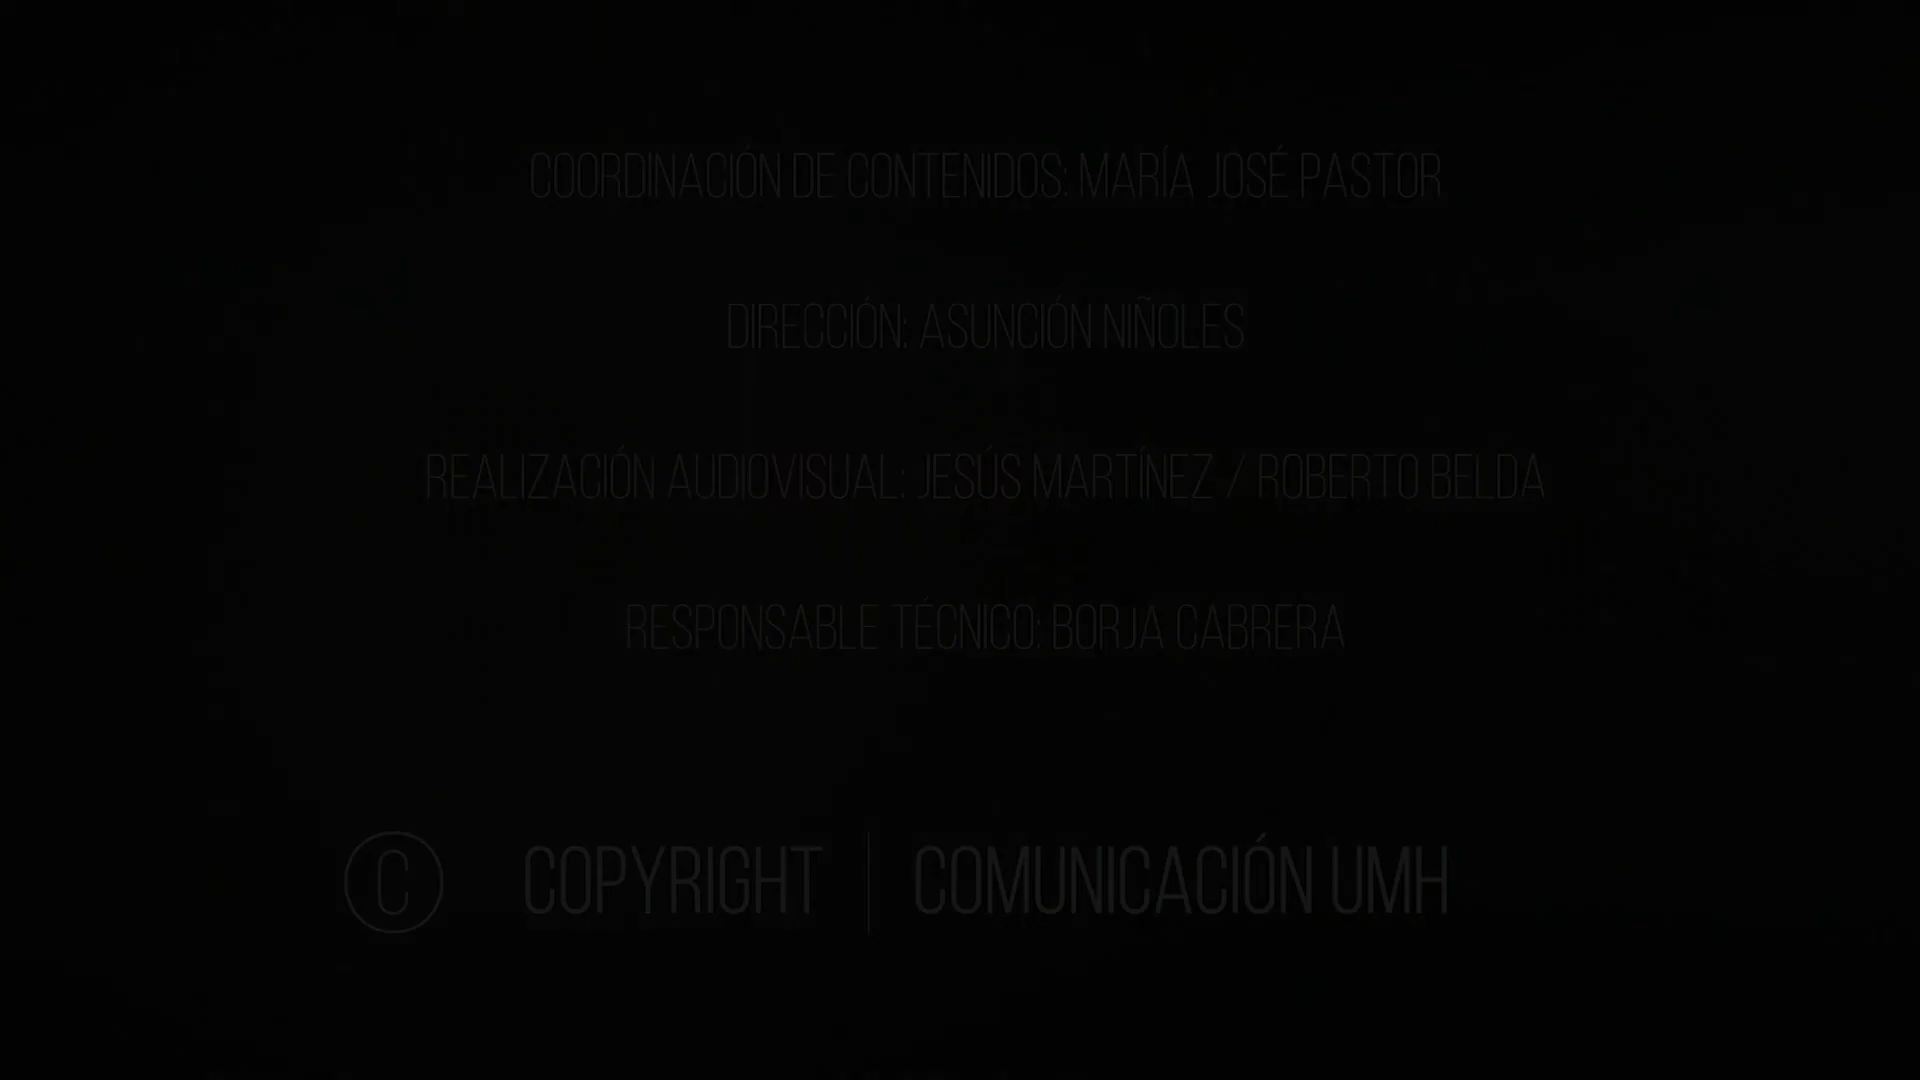 COORDINACIÓN DE CONTENIDOS: MARÍA JOSÉ PASTOR
DIRECCIÓN: ASUNCIÓN NIÑOLES
REALIZACIÓN AUDIOVISUAL: JESÚS MARTÍNEZ / ROBERTO BELDA
RESPONSABLE TÉCNICO: BORJA CABRERA
© COPYRIGHT | COMUNICACIÓN UMH